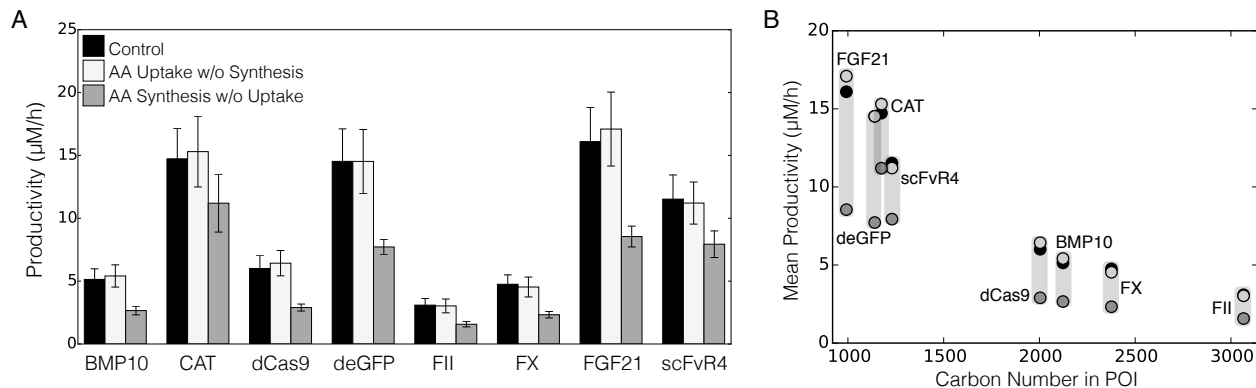 A
Productivity (µM/h)
25
20
15
10
5
0
Control
AA Uptake w/o Synthesis
AA Synthesis w/o Uptake
BMP10 CAT dCas9 deGFP FII FX FGF21 scFvR4
B
Mean Productivity (µM/h)
20
15
10
5
0
FGF21
CAT
scFvR4
deGFP
BMP10
dCas9
FX
FII
1000 1500 2000 2500 3000
Carbon Number in POI